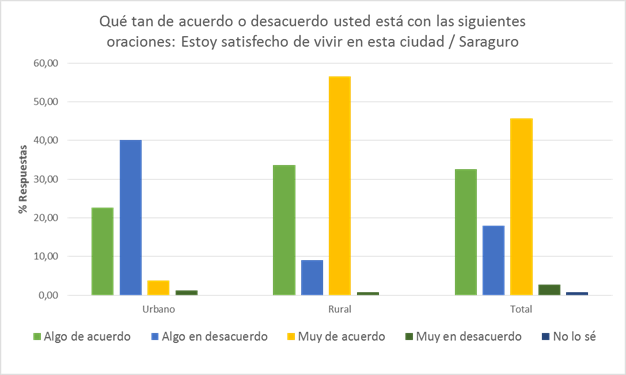 Qué tan de acuerdo o desacuerdo usted está con las siguientes
oraciones: Estoy satisfecho de vivir en esta ciudad / Saraguro
60,00
50,00
40,00
30,00
20,00
10,00
0,00
% Respuestas
Urbano Rural Total
Algo de acuerdo Algo en desacuerdo Muy de acuerdo Muy en desacuerdo No lo sé